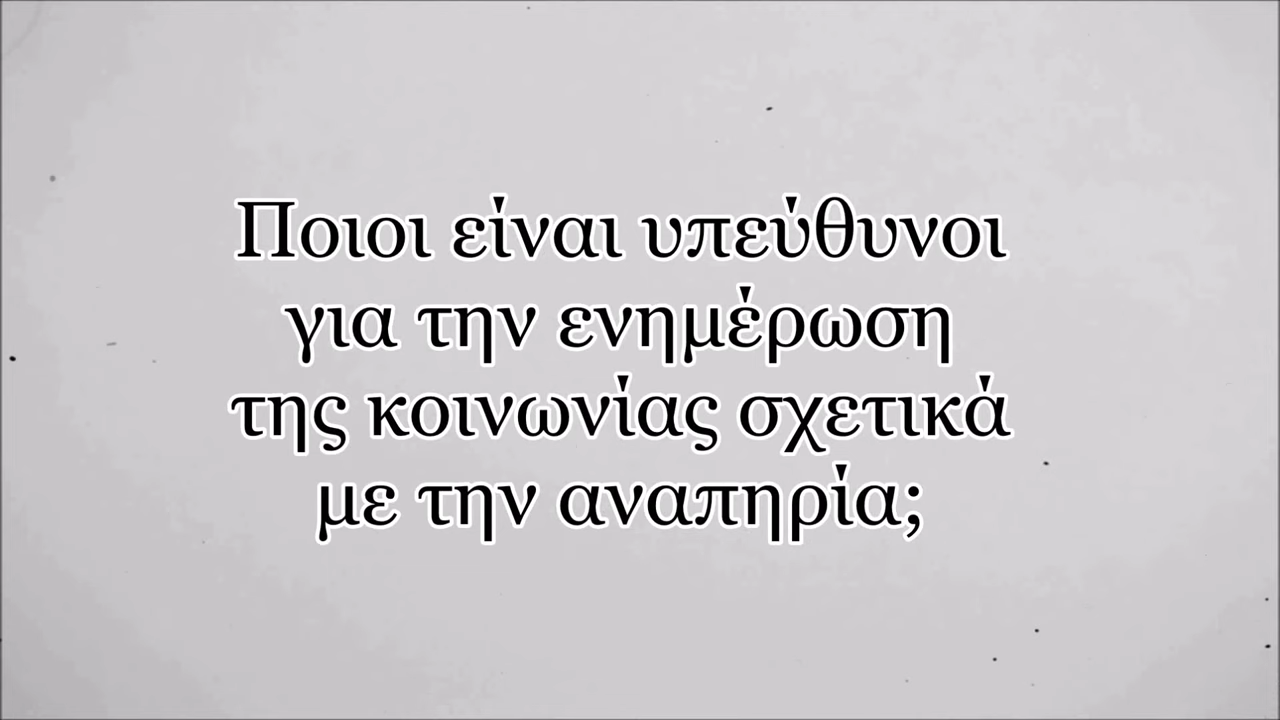 Ποιοι είναι υπεύθυνοι
για την ενημέρωση
της κοινωνίας σχετικά
με την αναπηρία;